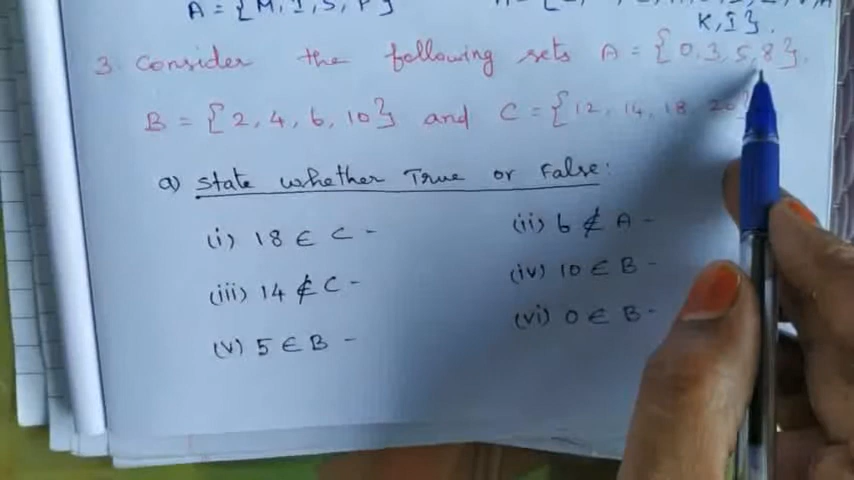 A = {M, I, S, P}
K, I}.
3. Consider the following sets A = {0, 3, 5, 8}.
B = {2, 4, 6, 10} and C = {12, 14, 18, 20}
a) State whether True or False:
(i) 18 ∈ C - (ii) 6 ∉ A -
(iii) 14 ∉ C - (iv) 10 ∈ B -
(v) 5 ∈ B - (vi) 0 ∈ B -